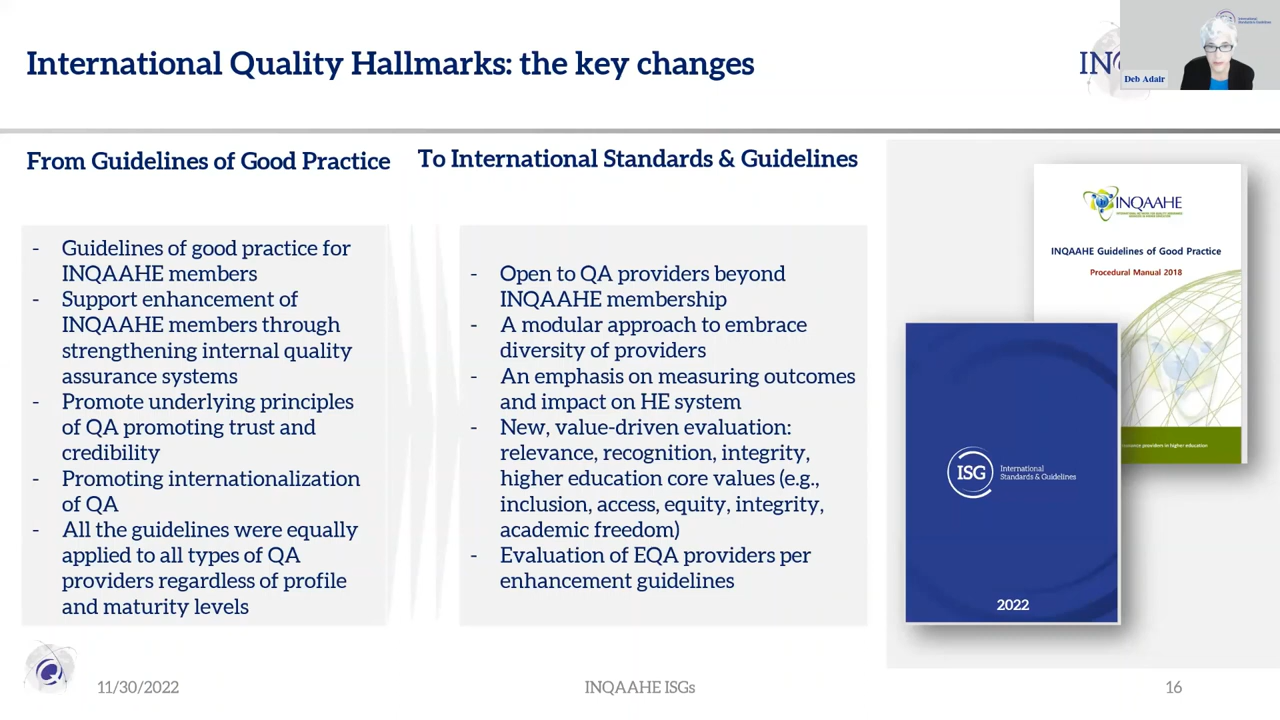 International Quality Hallmarks: the key changes
Deb Adair
From Guidelines of Good Practice
To International Standards & Guidelines
- Guidelines of good practice for
INQAAHE members
- Support enhancement of
INQAAHE members through
strengthening internal quality
assurance systems
- Promote underlying principles
of QA promoting trust and
credibility
- Promoting internationalization
of QA
- All the guidelines were equally
applied to all types of QA
providers regardless of profile
and maturity levels
- Open to QA providers beyond
INQAAHE membership
- A modular approach to embrace
diversity of providers
- An emphasis on measuring outcomes
and impact on HE system
- New, value-driven evaluation:
relevance, recognition, integrity,
higher education core values (e.g.,
inclusion, access, equity, integrity,
academic freedom)
- Evaluation of EQA providers per
enhancement guidelines
INQAAHE
INQAAHE Guidelines of Good Practice
Procedural Manual 2018
providers in higher education
ISG
International
Standards & Guidelines
2022
11/30/2022
INQAAHE ISGs
16